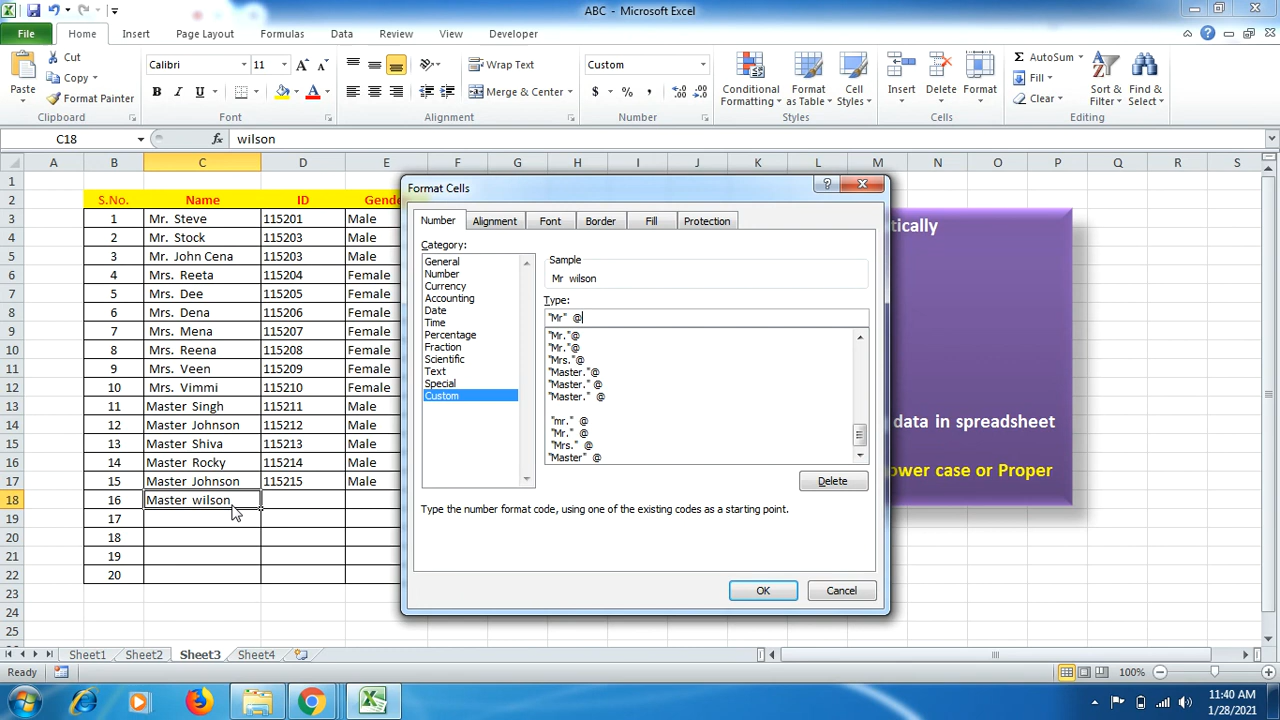 ABC - Microsoft Excel
File Home Insert Page Layout Formulas Data Review View Developer
Cut
Copy
Format Painter
Paste
Clipboard
Calibri 11
B I U
Font
Wrap Text
Merge & Center
Alignment
Custom
$ % ,
Number
Conditional Formatting
Format as Table
Cell Styles
Styles
Insert Delete Format
Cells
AutoSum
Fill
Clear
Sort & Filter
Find & Select
Editing
C18 fx wilson
A B C D E F G H I J K L M N O P Q R S
1
2 S.No. Name ID Gende
3 1 Mr. Steve 115201 Male
4 2 Mr. Stock 115203 Male
5 3 Mr. John Cena 115203 Male
6 4 Mrs. Reeta 115204 Female
7 5 Mrs. Dee 115205 Female
8 6 Mrs. Dena 115206 Female
9 7 Mrs. Mena 115207 Female
10 8 Mrs. Reena 115208 Female
11 9 Mrs. Veen 115209 Female
12 10 Mrs. Vimmi 115210 Female
13 11 Master Singh 115211 Male
14 12 Master Johnson 115212 Male
15 13 Master Shiva 115213 Male
16 14 Master Rocky 115214 Male
17 15 Master Johnson 115215 Male
18 16 Master wilson
19 17
20 18
21 19
22 20
23
24
25
Format Cells
Number Alignment Font Border Fill Protection
Category:
General
Number
Currency
Accounting
Date
Time
Percentage
Fraction
Scientific
Text
Special
Custom
Sample
Mr wilson
Type:
"Mr" @
"Mr."@
"Mr."@
"Mrs."@
"Master."@
"Master." @
"Master." @
"mr." @
"Mr." @
"Mrs." @
"Master" @
Delete
Type the number format code, using one of the existing codes as a starting point.
OK Cancel
tically
data in spreadsheet
ower case or Proper
Sheet1 Sheet2 Sheet3 Sheet4
Ready 100%
11:40 AM
1/28/2021